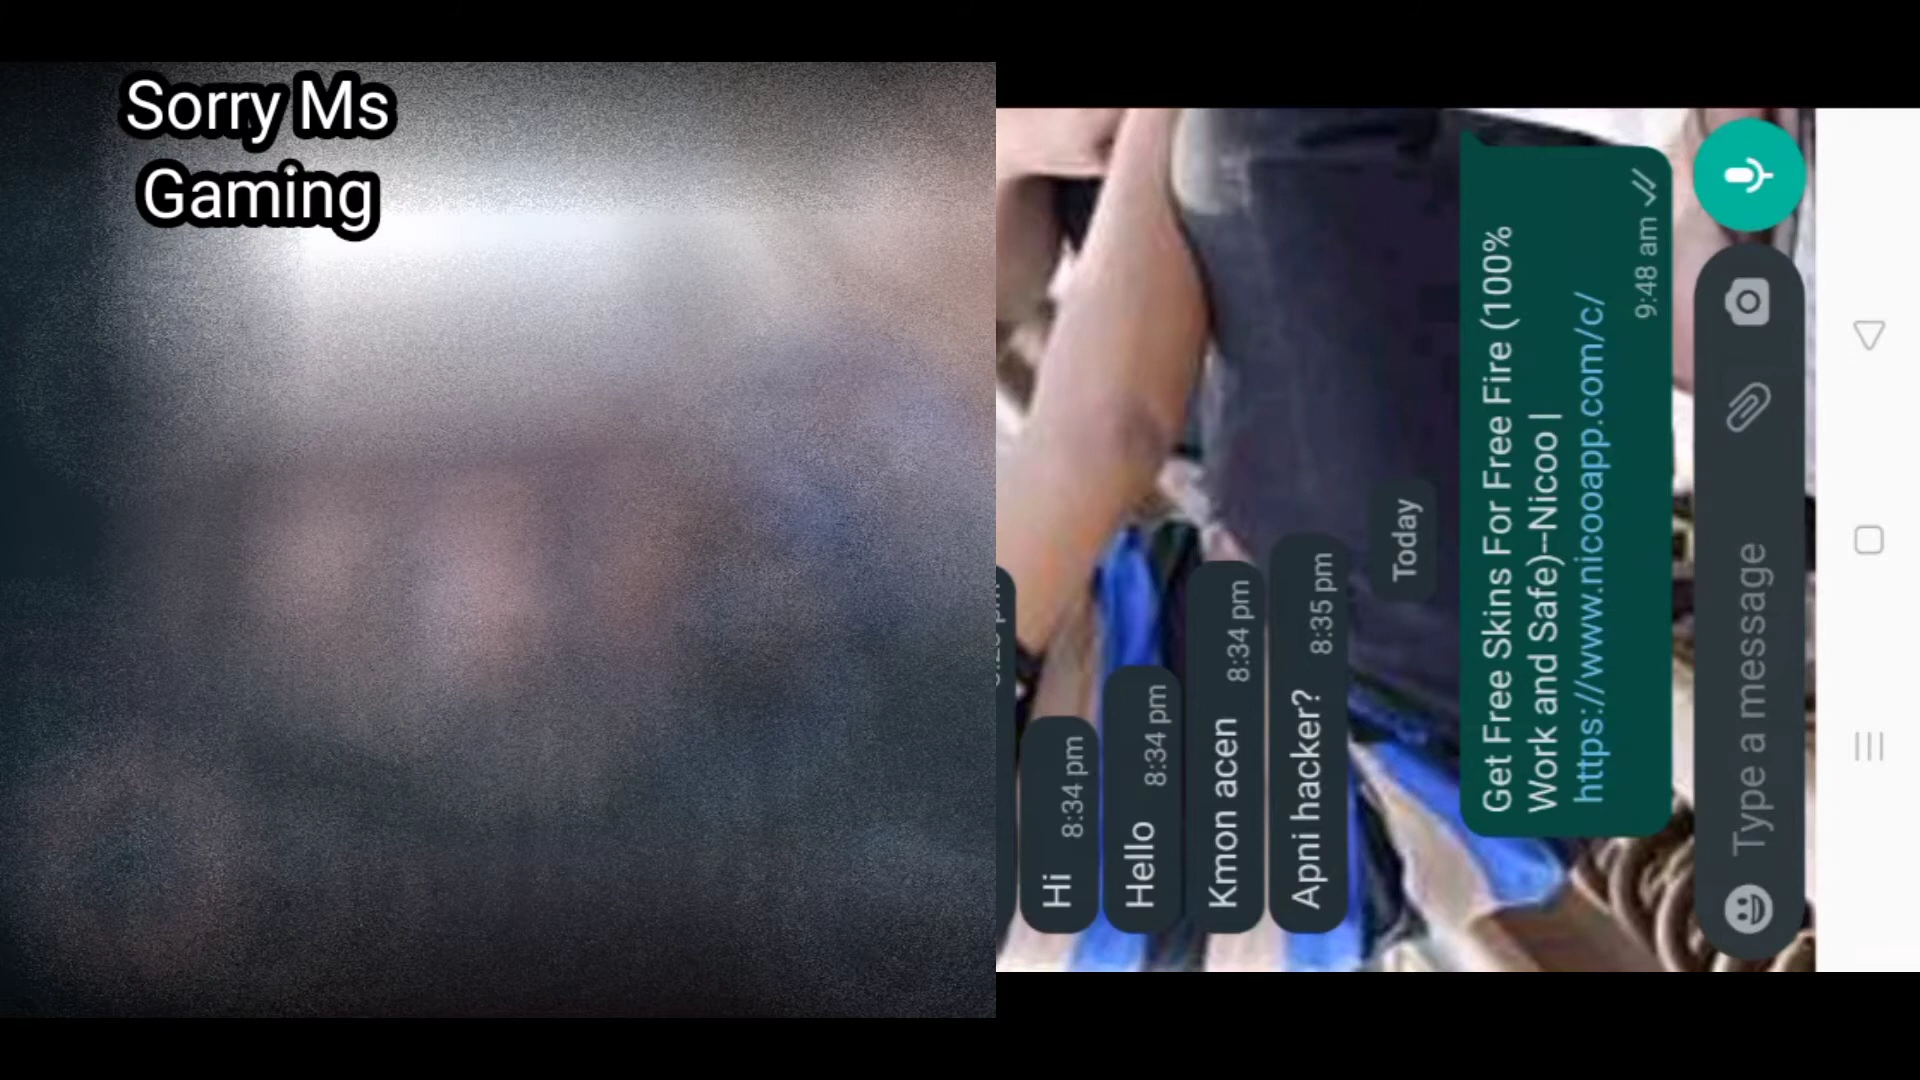 Sorry Ms
Gaming
Hi 8:34 pm
Hello 8:34 pm
Kmon acen 8:34 pm
Apni hacker? 8:35 pm
Today
Get Free Skins For Free Fire (100%
Work and Safe)--Nicoo |
https://www.nicooapp.com/c/
9:48 am
Type a message